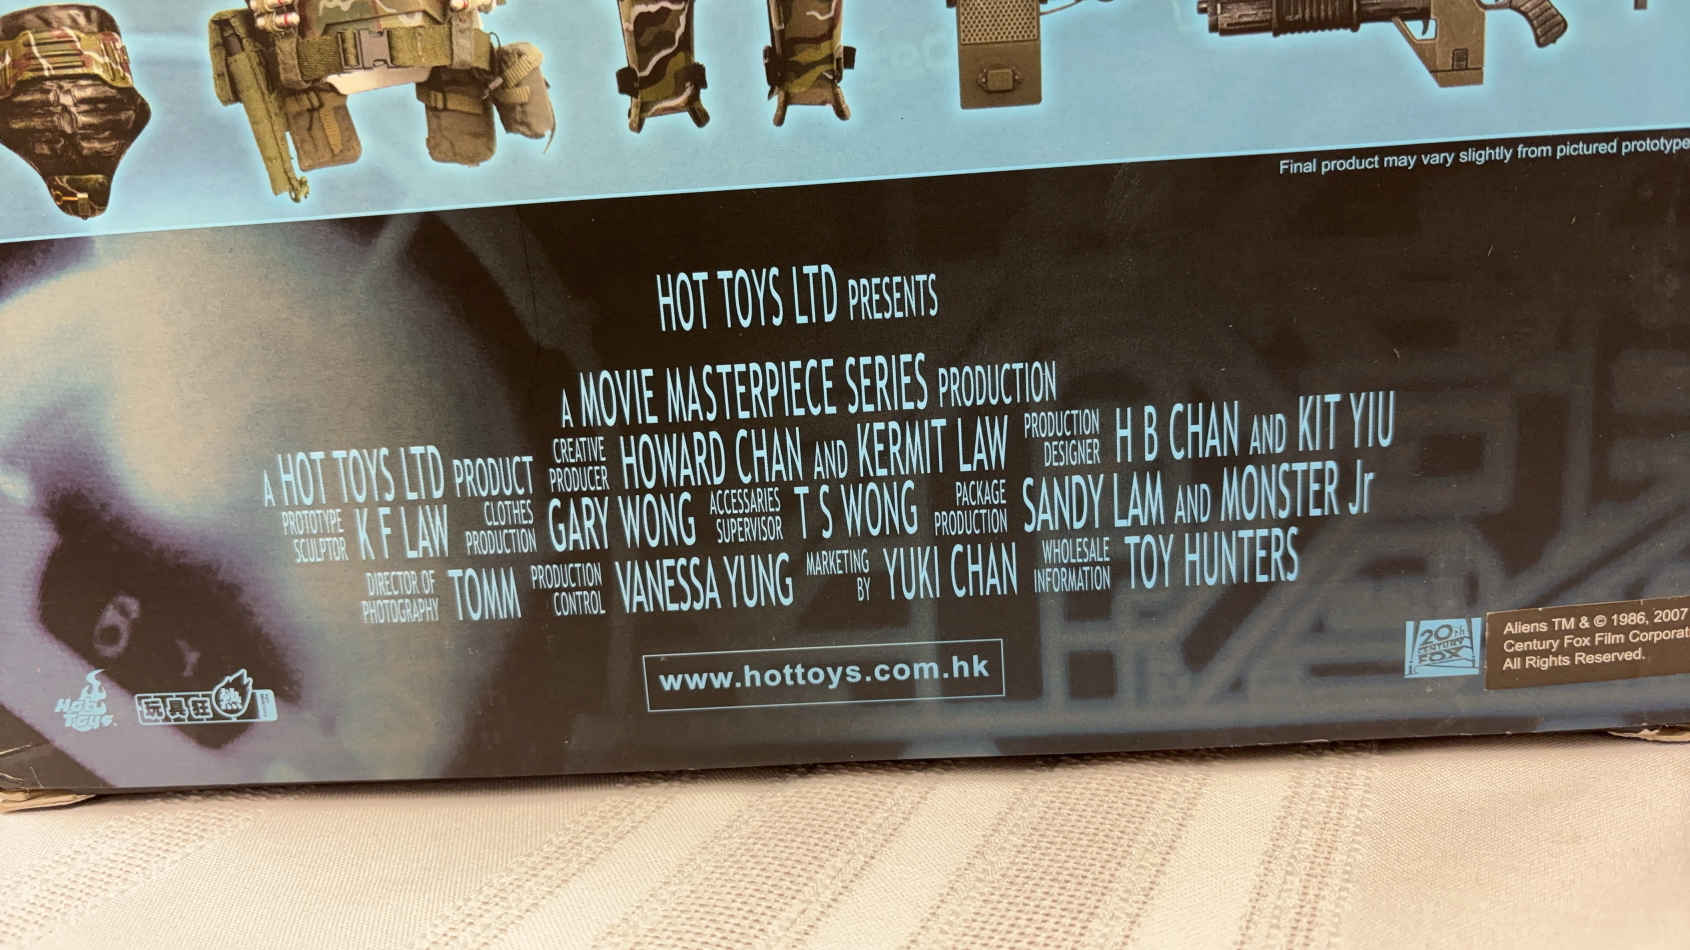 Final product may vary slightly from pictured prototype
HOT TOYS LTD PRESENTS
A MOVIE MASTERPIECE SERIES PRODUCTION
A HOT TOYS LTD PRODUCT CREATIVE PRODUCER HOWARD CHAN AND KERMIT LAW PRODUCTION DESIGNER H B CHAN AND KIT YIU
PROTOTYPE SCULPTOR K F LAW CLOTHES PRODUCTION GARY WONG ACCESSARIES SUPERVISOR T S WONG PACKAGE PRODUCTION SANDY LAM AND MONSTER Jr
DIRECTOR OF PHOTOGRAPHY TOMM PRODUCTION CONTROL VANESSA YUNG MARKETING BY YUKI CHAN WHOLESALE INFORMATION TOY HUNTERS
www.hottoys.com.hk
Hot Toys.
玩具狂熱
20th CENTURY FOX
Aliens TM & © 1986, 2007
Century Fox Film Corporat
All Rights Reserved.